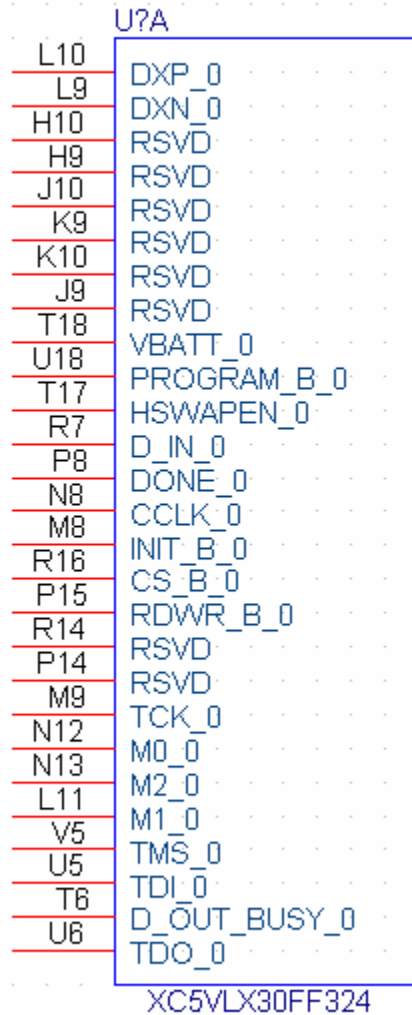 U?A
L10 DXP_0
L9 DXN_0
H10 RSVD
H9 RSVD
J10 RSVD
K9 RSVD
K10 RSVD
J9 RSVD
T18 VBATT_0
U18 PROGRAM_B_0
T17 HSWAPEN_0
R7 D_IN_0
P8 DONE_0
N8 CCLK_0
M8 INIT_B_0
R16 CS_B_0
P15 RDWR_B_0
R14 RSVD
P14 RSVD
M9 TCK_0
N12 M0_0
N13 M2_0
L11 M1_0
V5 TMS_0
U5 TDI_0
T6 D_OUT_BUSY_0
U6 TDO_0
XC5VLX30FF324